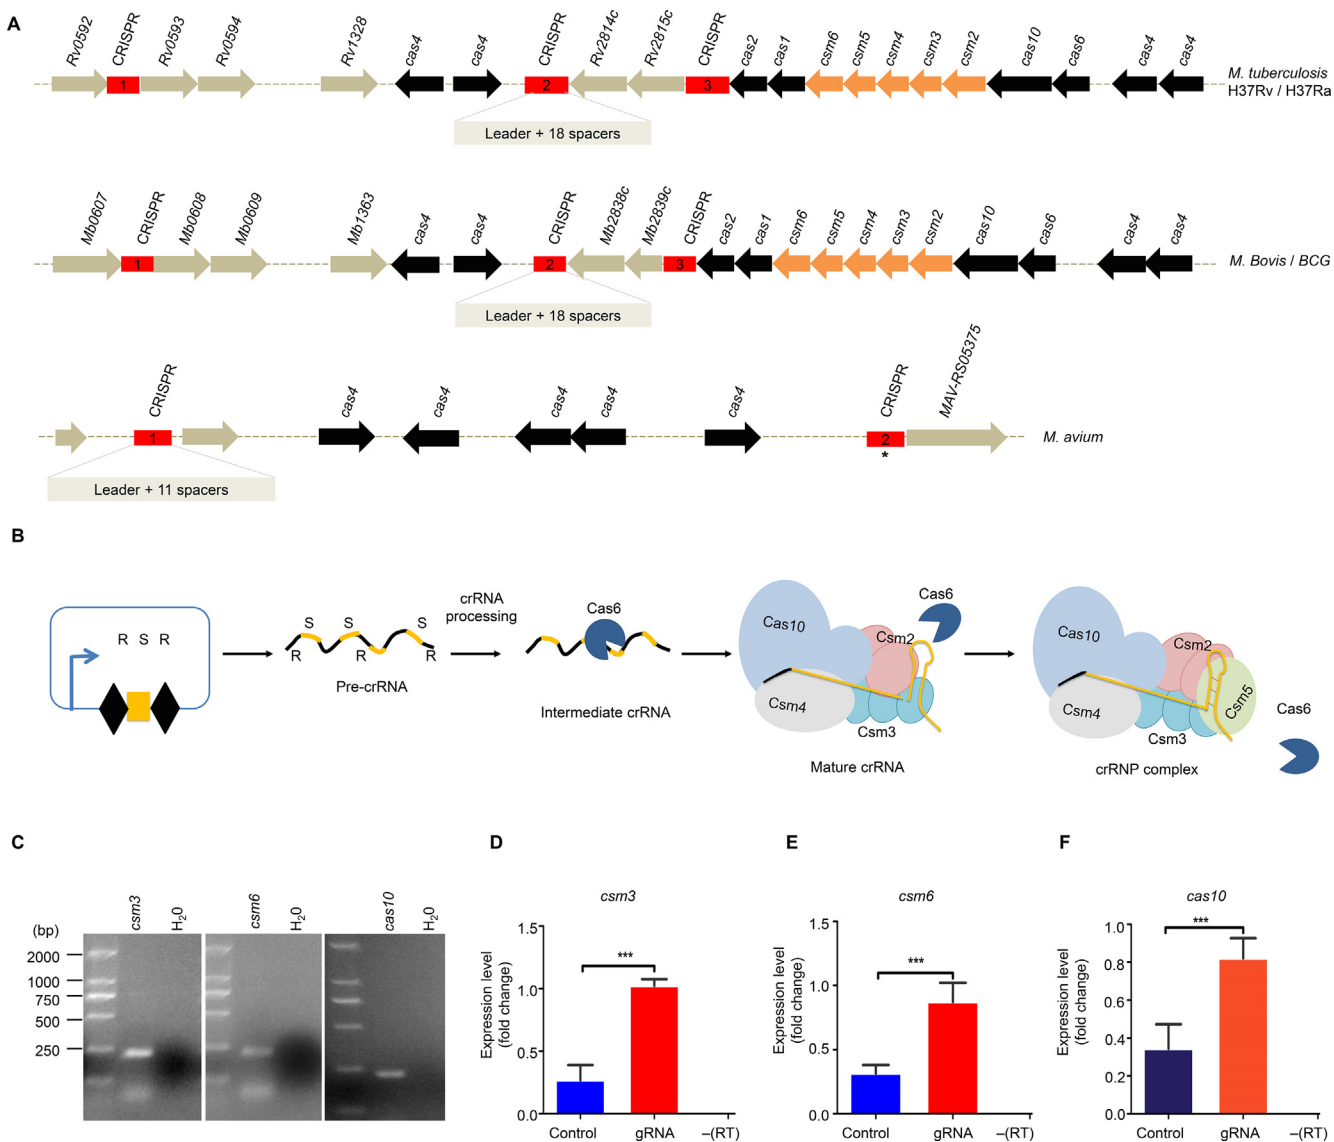 A
Rv0592 CRISPR Rv0593 Rv0594 Rv1328 cas4 cas4 CRISPR Rv2814c Rv2815c CRISPR cas2 cas1 csm6 csm5 csm4 csm3 csm2 cas10 cas6 cas4 cas4
1 2 3
M. tuberculosis
H37Rv / H37Ra
Leader + 18 spacers
Mb0607 CRISPR Mb0608 Mb0609 Mb1363 cas4 cas4 CRISPR Mb2838c Mb2839c CRISPR cas2 cas1 csm6 csm5 csm4 csm3 csm2 cas10 cas6 cas4 cas4
1 2 3
M. Bovis / BCG
Leader + 18 spacers
CRISPR cas4 cas4 cas4 cas4 cas4 CRISPR MAV-RS05375
1 2
*
M. avium
Leader + 11 spacers
B
R S R
S S S
R R R
Pre-crRNA
crRNA
processing
Cas6
Intermediate crRNA
Cas10
Csm2
Cas6
Csm4
Csm3
Mature crRNA
Cas10
Csm2
Csm5
Csm4
Csm3
crRNP complex
Cas6
C
(bp) csm3 H20 csm6 H20 cas10 H20
2000
1000
750
500
250
D
csm3
Expression level
(fold change)
1.5
1.0
0.5
0.0
***
Control gRNA –(RT)
E
csm6
Expression level
(fold change)
1.5
1.0
0.5
0.0
***
Control gRNA –(RT)
F
cas10
Expression level
(fold change)
1.0
0.8
0.6
0.4
0.2
0.0
***
Control gRNA –(RT)